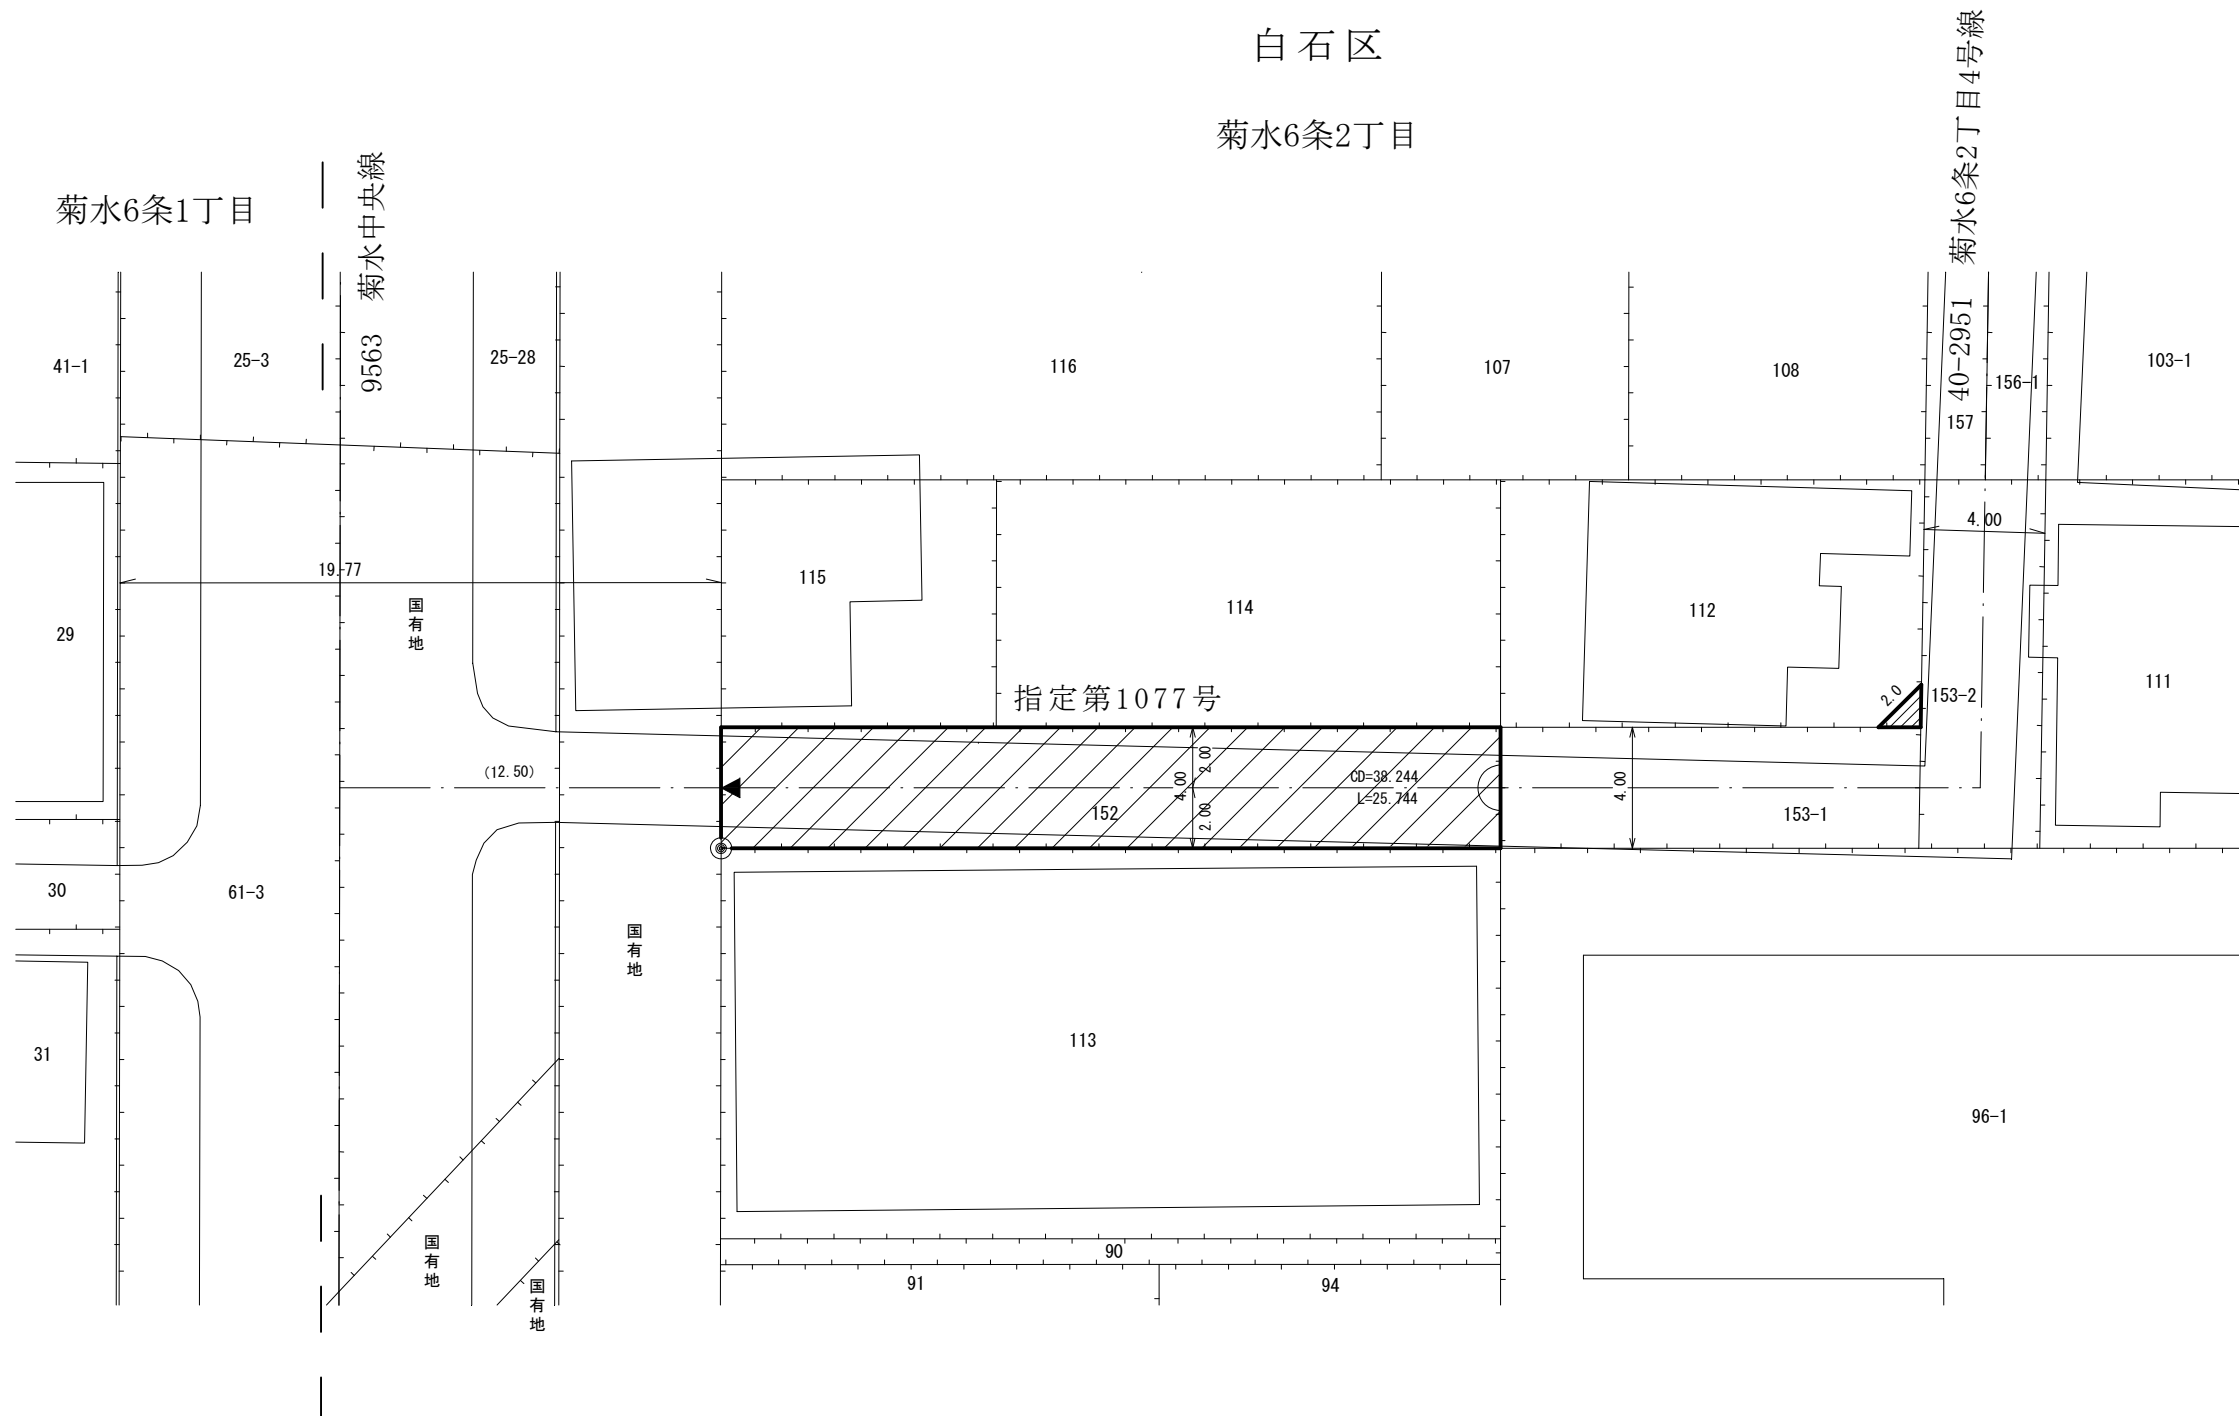 白石区
菊水6条2丁目
菊水6条1丁目
9563 菊水中央線
40-2951 菊水6条2丁目4号線
41-1
25-3
25-28
116
107
108
157
156-1
103-1
4.00
19.77
国有地
29
115
114
112
153-2
111
2.0
指定第1077号
(12.50)
4.00
2.00
2.00
CD=38.244
L=25.744
152
4.00
153-1
30
61-3
国有地
31
113
96-1
国有地
国有地
90
91
94